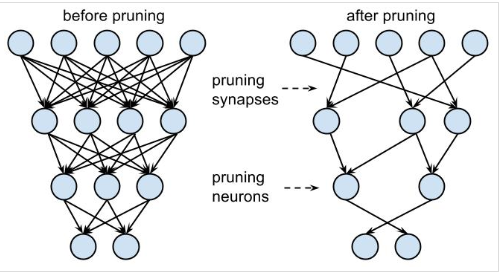 before pruning
after pruning
pruning
synapses
pruning
neurons